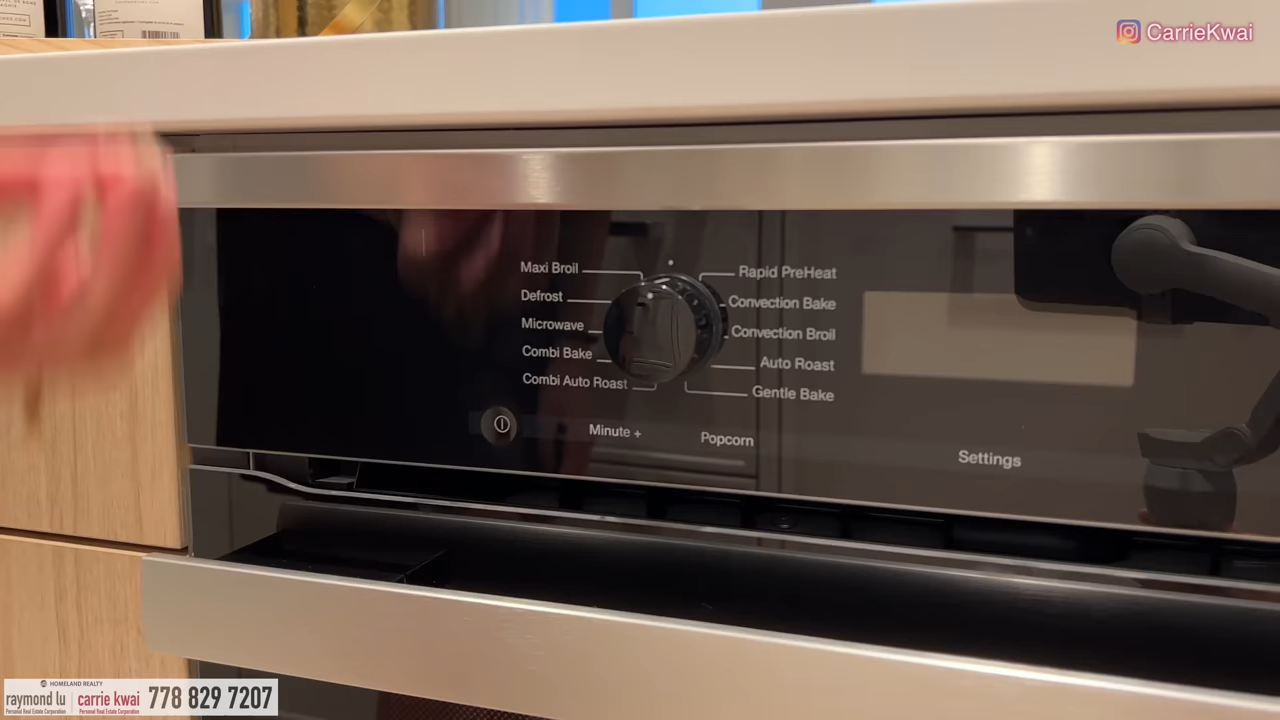 CarrieKwai
Maxi Broil
Defrost
Microwave
Combi Bake
Combi Auto Roast
Rapid PreHeat
Convection Bake
Convection Broil
Auto Roast
Gentle Bake
Minute +
Popcorn
Settings
HOMELAND REALTY
raymond lu
Personal Real Estate Corporation
carrie kwai
Personal Real Estate Corporation
778 829 7207